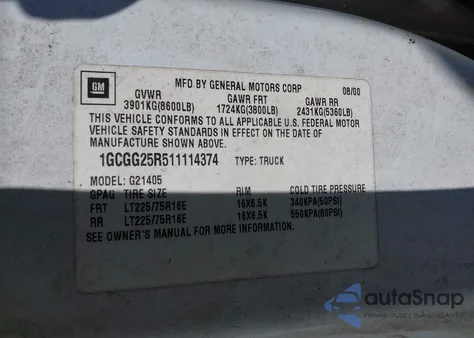 GM
MFD BY GENERAL MOTORS CORP 08/00
GVWR GAWR FRT GAWR RR
3901KG(8600LB) 1724KG(3800LB) 2431KG(5360LB)
THIS VEHICLE CONFORMS TO ALL APPLICABLE U.S. FEDERAL MOTOR
VEHICLE SAFETY STANDARDS IN EFFECT ON THE DATE OF
MANUFACTURE SHOWN ABOVE.
1GCGG25R511114374 TYPE: TRUCK
MODEL: G21405
GPAG TIRE SIZE RIM COLD TIRE PRESSURE
FRT LT225/75R16E 16X6.5K 340KPA(50PSI)
RR LT225/75R16E 16X6.5K 550KPA(80PSI)
SEE OWNER'S MANUAL FOR MORE INFORMATION.
autoSnap